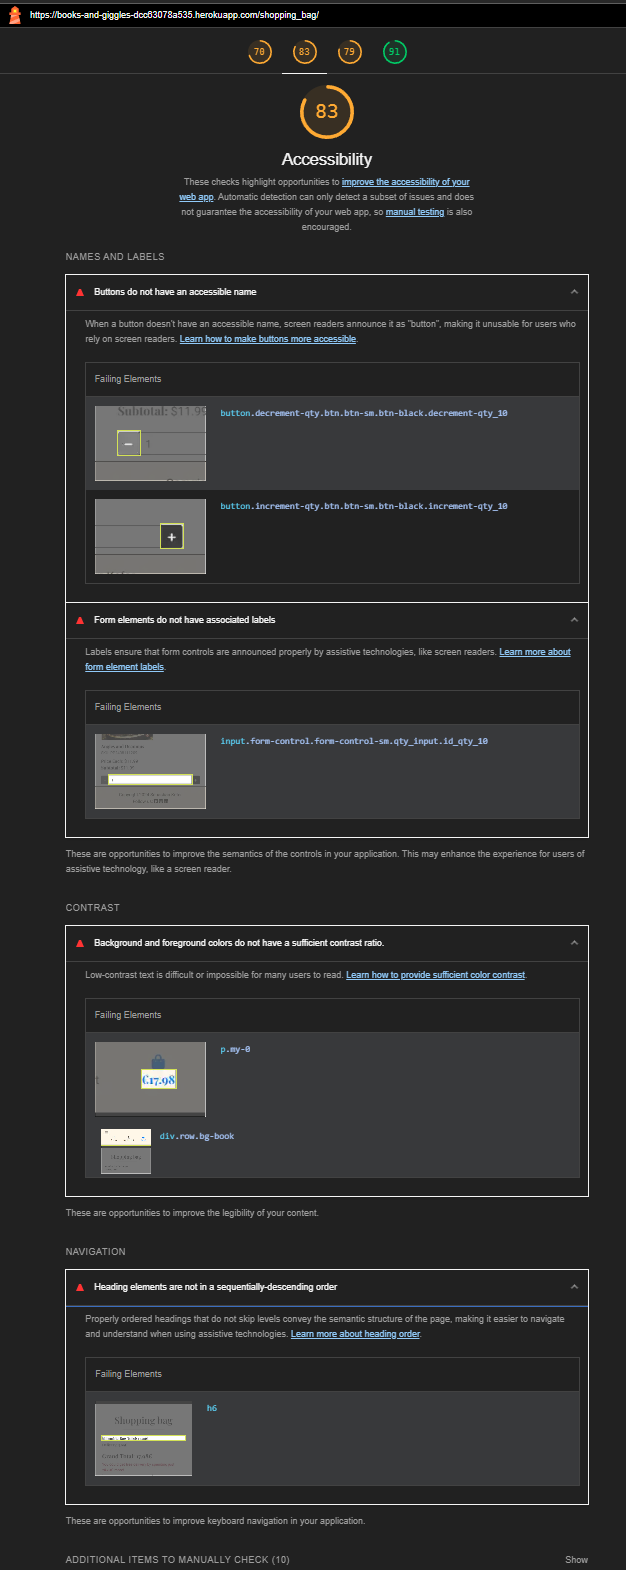 https://books-and-giggles-dcc63078a535.herokuapp.com/shopping_bag/
70 83 79 91
83
Accessibility
These checks highlight opportunities to improve the accessibility of your
web app. Automatic detection can only detect a subset of issues and does
not guarantee the accessibility of your web app, so manual testing is also
encouraged.
NAMES AND LABELS
Buttons do not have an accessible name
When a button doesn't have an accessible name, screen readers announce it as "button", making it unusable for users who
rely on screen readers. Learn how to make buttons more accessible.
Failing Elements
Subtotal: $11.99
button.decrement-qty.btn.btn-sm.btn-black.decrement-qty_10
− 1
button.increment-qty.btn.btn-sm.btn-black.increment-qty_10
+
Form elements do not have associated labels
Labels ensure that form controls are announced properly by assistive technologies, like screen readers. Learn more about
form element labels.
Failing Elements
input.form-control.form-control-sm.qty_input.id_qty_10
These are opportunities to improve the semantics of the controls in your application. This may enhance the experience for users of
assistive technology, like a screen reader.
CONTRAST
Background and foreground colors do not have a sufficient contrast ratio.
Low-contrast text is difficult or impossible for many users to read. Learn how to provide sufficient color contrast.
Failing Elements
p.my-0
t €17.98
div.row.bg-book
These are opportunities to improve the legibility of your content.
NAVIGATION
Heading elements are not in a sequentially-descending order
Properly ordered headings that do not skip levels convey the semantic structure of the page, making it easier to navigate
and understand when using assistive technologies. Learn more about heading order.
Failing Elements
h6
Shopping bag
These are opportunities to improve keyboard navigation in your application.
ADDITIONAL ITEMS TO MANUALLY CHECK (10)
Show